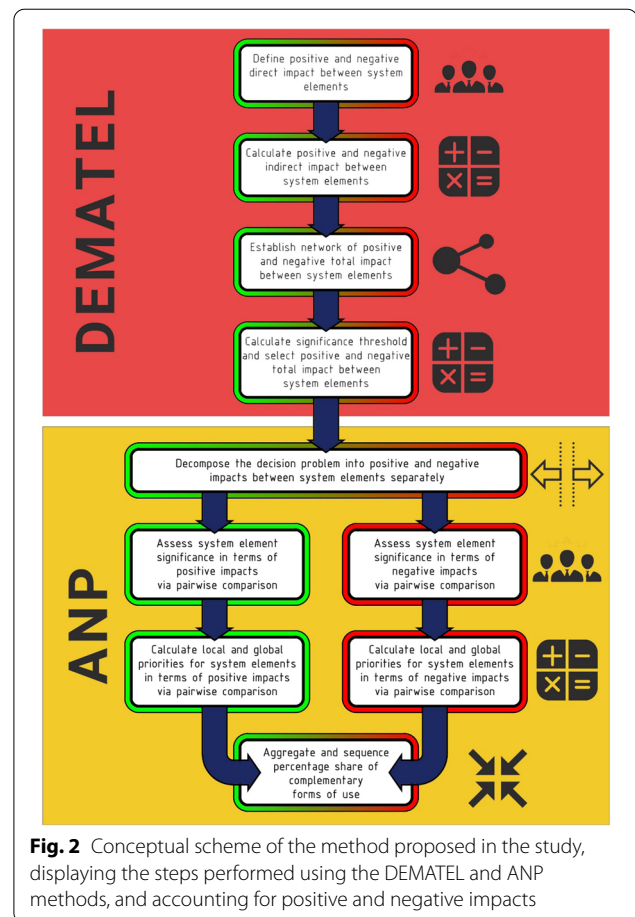 DEMATEL
Define positive and negative
direct impact between system
elements
Calculate positive and negative
indirect impact between
system elements
Establish network of positive
and negative total impact
between system elements
Calculate significance threshold
and select positive and negative
total impact between
system elements
ANP
Decompose the decision problem into positive and negative
impacts between system elements separately
Assess system element
significance in terms of
positive impacts
via pairwise comparison
Assess system element
significance in terms of
negative impacts
via pairwise comparison
Calculate local and global
priorities for system elements
in terms of positive impacts
via pairwise comparison
Calculate local and global
priorities for system elements
in terms of negative impacts
via pairwise comparison
Aggregate and sequence
percentage share of
complementary
forms of use
Fig. 2 Conceptual scheme of the method proposed in the study,
displaying the steps performed using the DEMATEL and ANP
methods, and accounting for positive and negative impacts